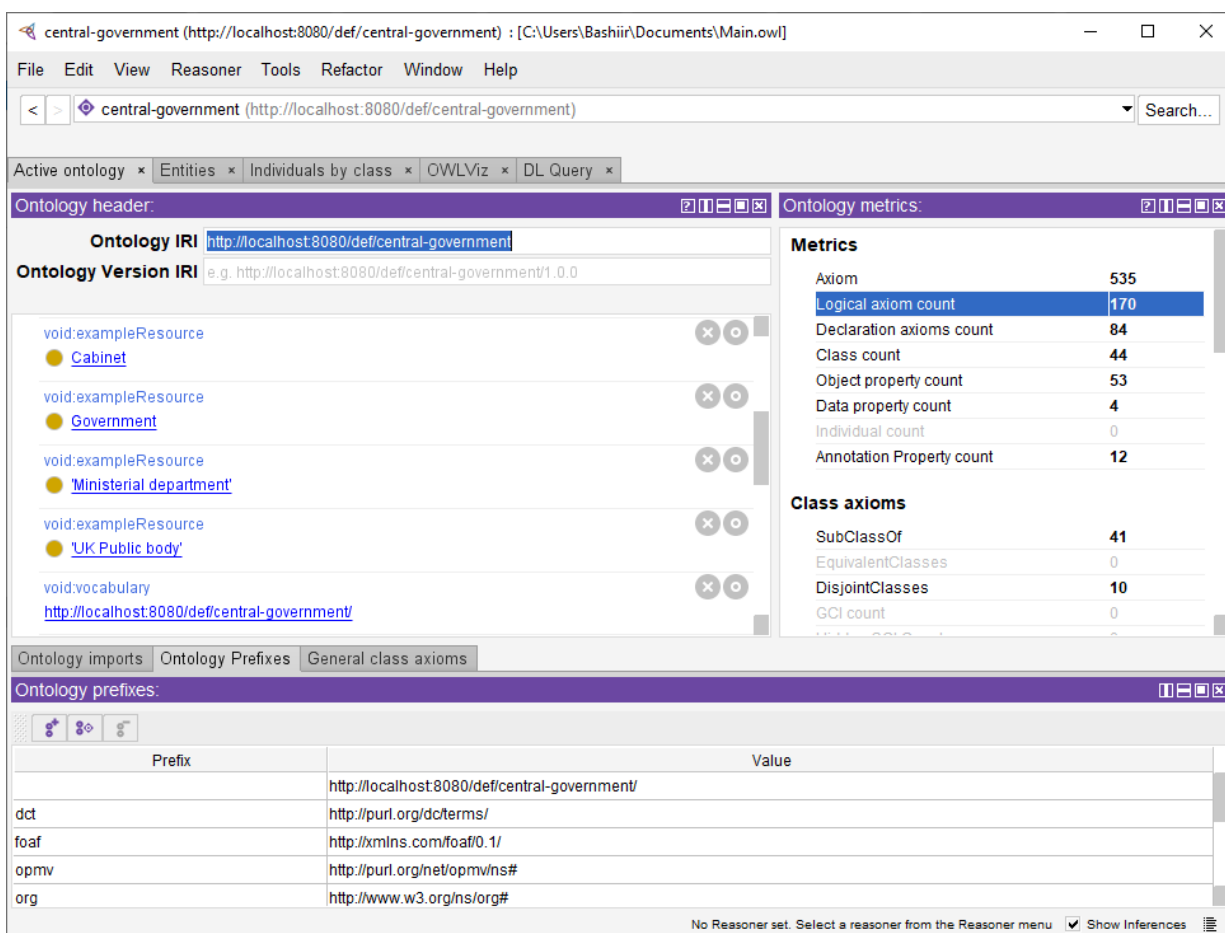 central-government (http://localhost:8080/def/central-government) : [C:\Users\Bashiir\Documents\Main.owl]
File Edit View Reasoner Tools Refactor Window Help
< > central-government (http://localhost:8080/def/central-government) Search...
Active ontology × Entities × Individuals by class × OWLViz × DL Query ×
Ontology header:
Ontology IRI http://localhost:8080/def/central-government
Ontology Version IRI e.g. http://localhost:8080/def/central-government/1.0.0
void:exampleResource
Cabinet
void:exampleResource
Government
void:exampleResource
'Ministerial department'
void:exampleResource
'UK Public body'
void:vocabulary
http://localhost:8080/def/central-government/
Ontology metrics:
Metrics
Axiom 535
Logical axiom count 170
Declaration axioms count 84
Class count 44
Object property count 53
Data property count 4
Individual count 0
Annotation Property count 12
Class axioms
SubClassOf 41
EquivalentClasses 0
DisjointClasses 10
GCI count 0
Ontology imports Ontology Prefixes General class axioms
Ontology prefixes:
Prefix Value
http://localhost:8080/def/central-government/
dct http://purl.org/dc/terms/
foaf http://xmlns.com/foaf/0.1/
opmv http://purl.org/net/opmv/ns#
org http://www.w3.org/ns/org#
No Reasoner set. Select a reasoner from the Reasoner menu Show Inferences